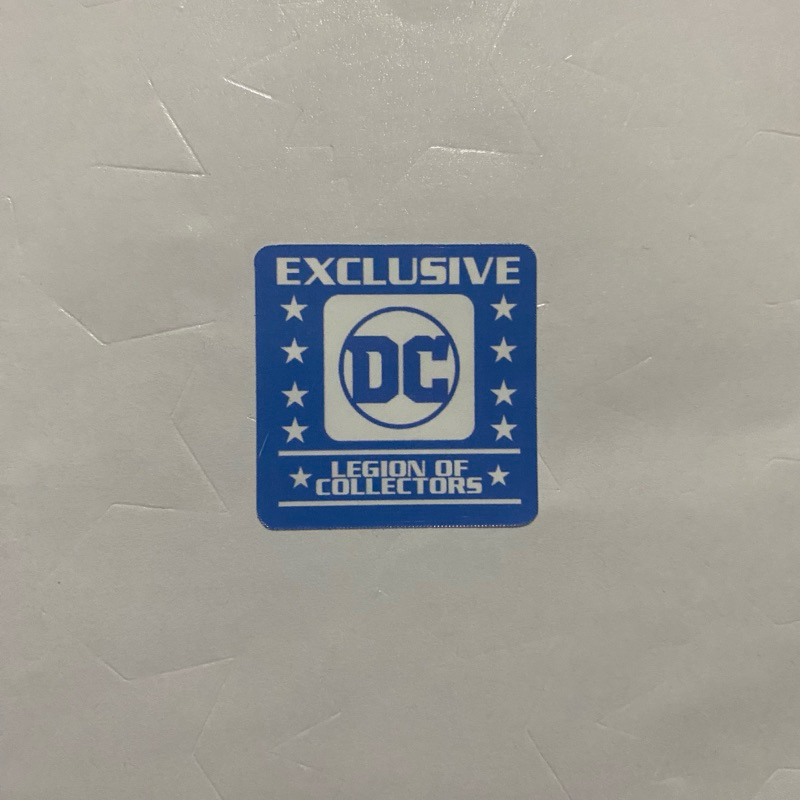 EXCLUSIVE
DC
LEGION OF
COLLECTORS